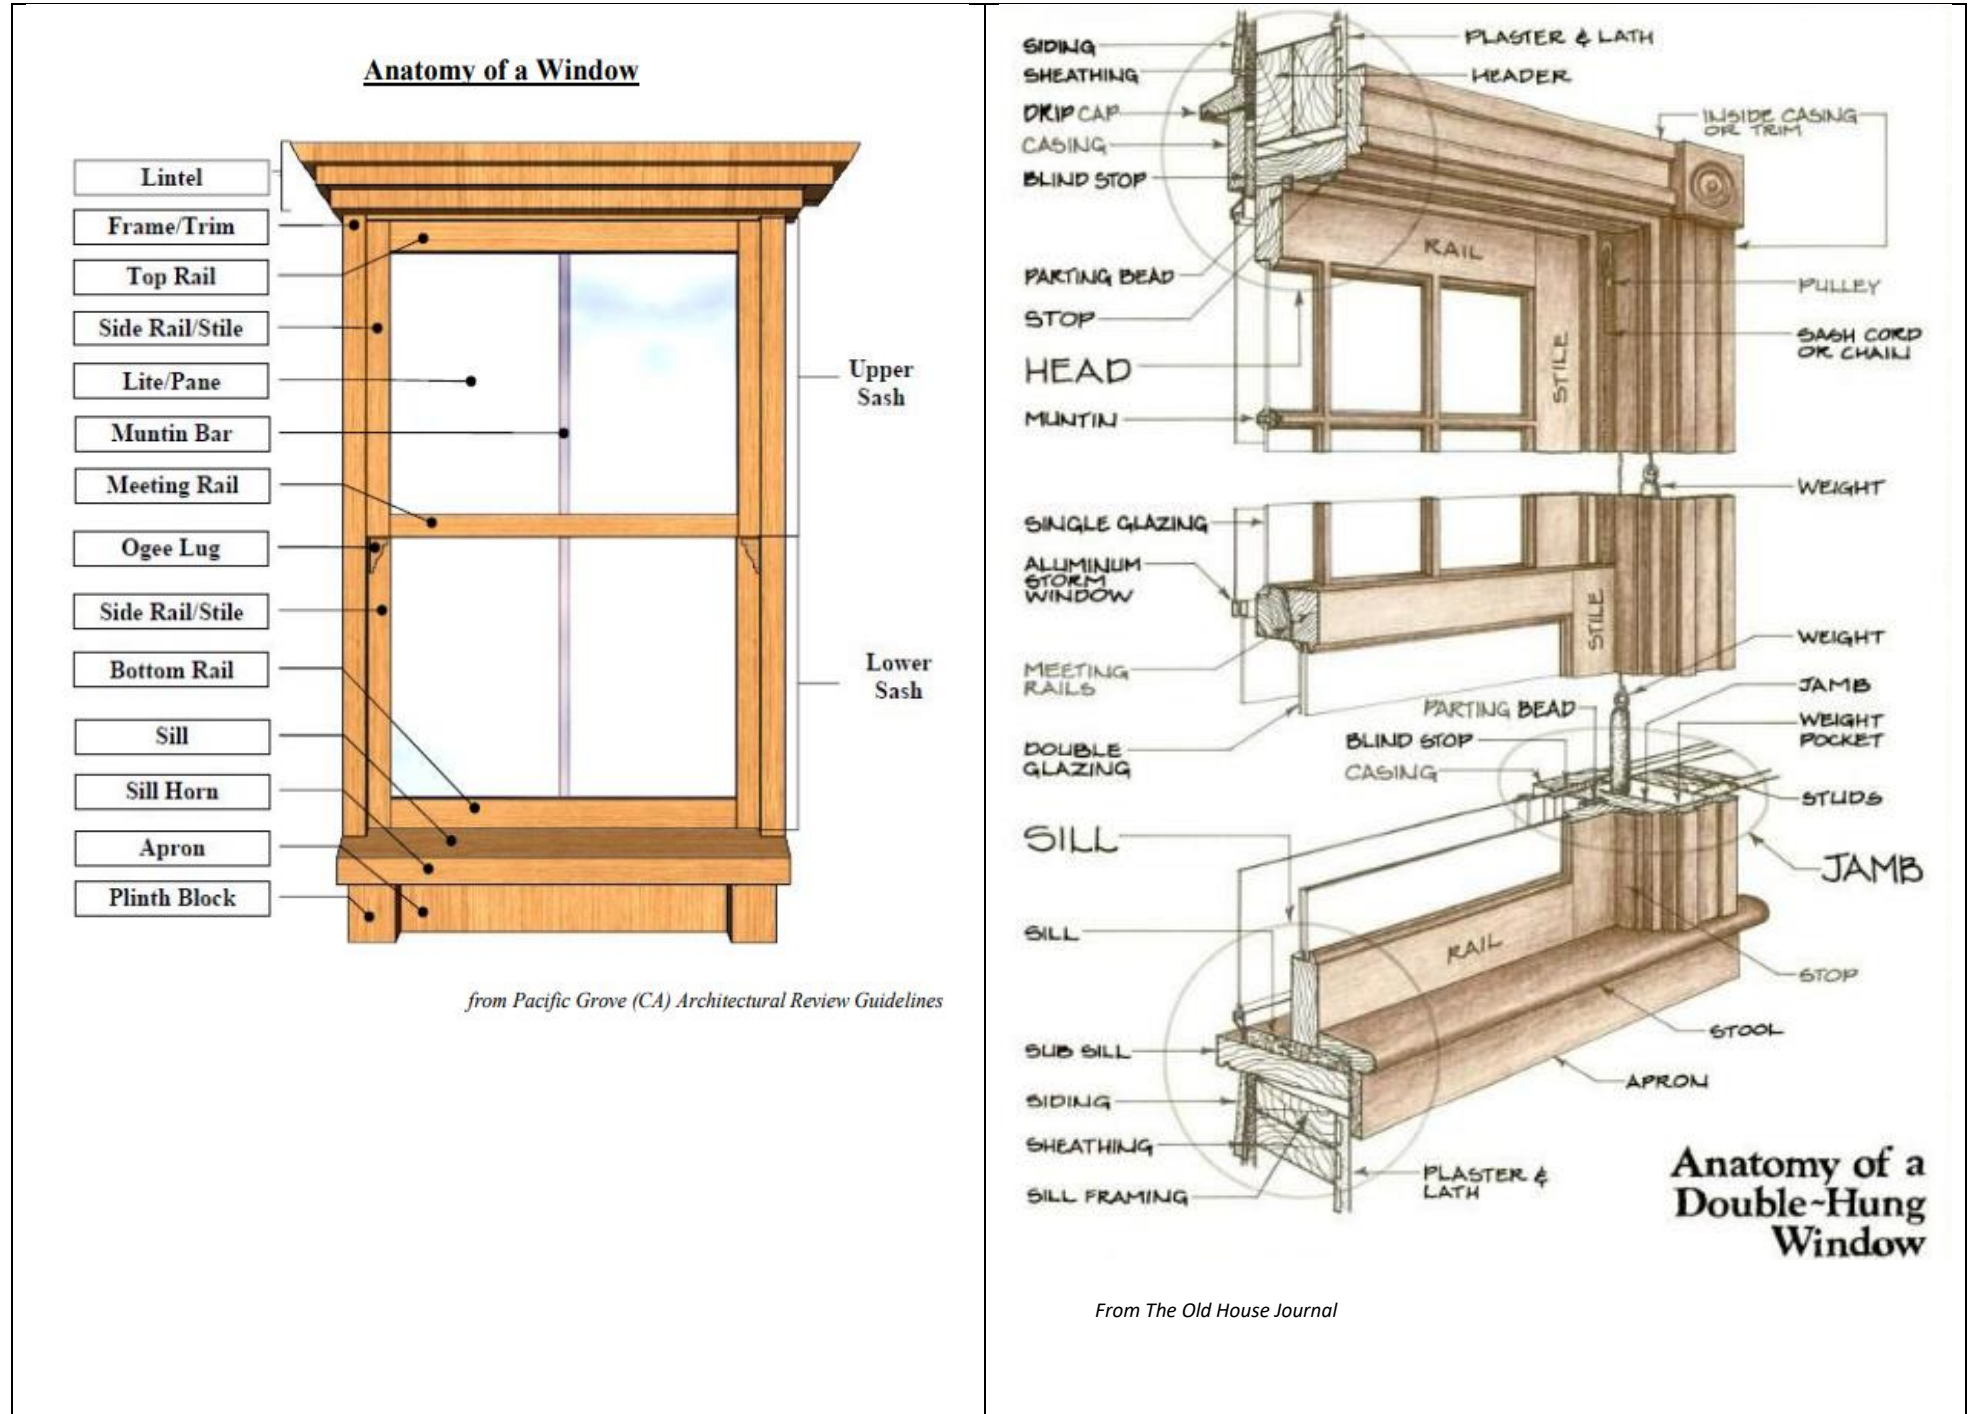 Anatomy of a Window
Lintel
Frame/Trim
Top Rail
Side Rail/Stile
Lite/Pane
Muntin Bar
Meeting Rail
Ogee Lug
Side Rail/Stile
Bottom Rail
Sill
Sill Horn
Apron
Plinth Block
Upper
Sash
Lower
Sash
from Pacific Grove (CA) Architectural Review Guidelines
SIDING
SHEATHING
DRIP CAP
CASING
BLIND STOP
PARTING BEAD
STOP
HEAD
MUNTIN
PLASTER & LATH
HEADER
INSIDE CASING
OR TRIM
RAIL
STILE
PULLEY
SASH CORD
OR CHAIN
WEIGHT
SINGLE GLAZING
ALUMINUM
STORM
WINDOW
MEETING
RAILS
DOUBLE
GLAZING
STILE
WEIGHT
JAMB
WEIGHT
POCKET
PARTING BEAD
BLIND STOP
CASING
STUDS
JAMB
SILL
SILL
RAIL
STOP
STOOL
APRON
SUB SILL
SIDING
SHEATHING
SILL FRAMING
PLASTER &
LATH
Anatomy of a
Double~Hung
Window
From The Old House Journal